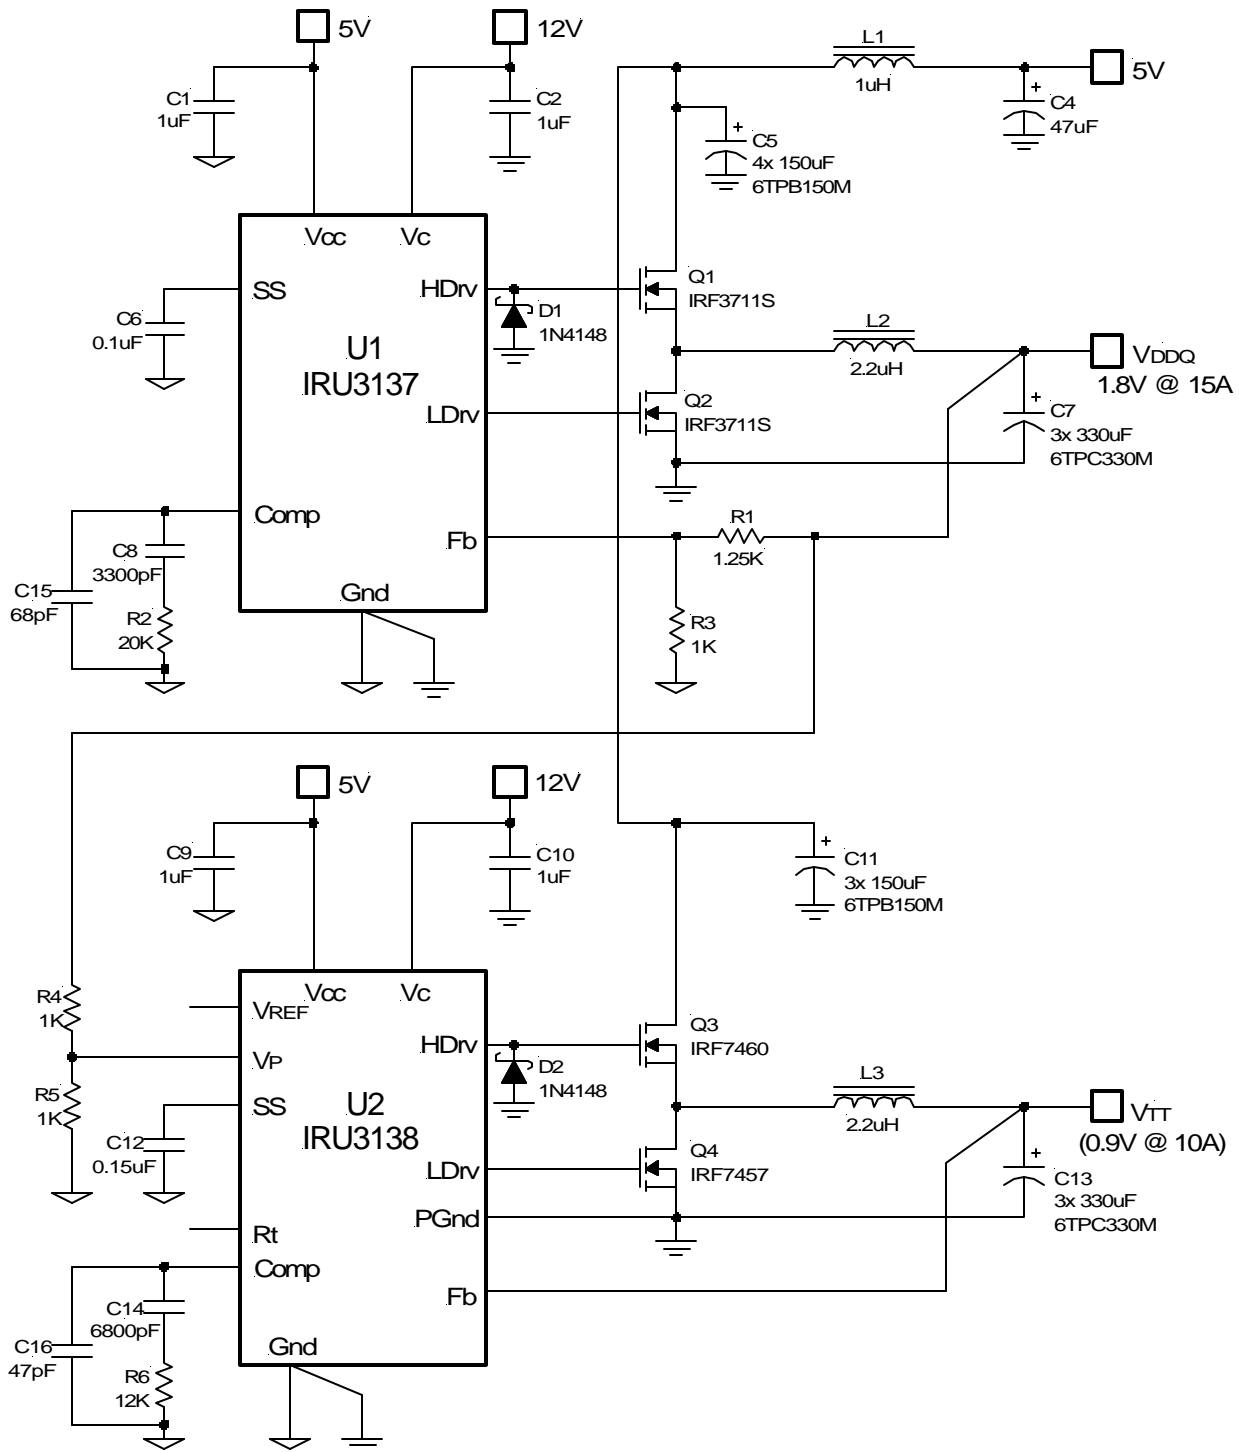 5V
12V
L1
1uH
5V
C1
1uF
C2
1uF
+
C4
47uF
+
C5
4x 150uF
6TPB150M
Vcc
Vc
SS
HDrv
Q1
IRF3711S
C6
0.1uF
D1
1N4148
U1
IRU3137
L2
2.2uH
VDDQ
1.8V @ 15A
LDrv
Q2
IRF3711S
+
C7
3x 330uF
6TPC330M
Comp
Fb
R1
1.25K
C8
3300pF
C15
68pF
R2
20K
Gnd
R3
1K
5V
12V
C9
1uF
C10
1uF
+
C11
3x 150uF
6TPB150M
Vcc
Vc
R4
1K
VREF
HDrv
Q3
IRF7460
VP
D2
1N4148
R5
1K
SS
U2
IRU3138
L3
2.2uH
VTT
(0.9V @ 10A)
C12
0.15uF
LDrv
Q4
IRF7457
+
C13
3x 330uF
6TPC330M
PGnd
Rt
Comp
Fb
C14
6800pF
C16
47pF
R6
12K
Gnd